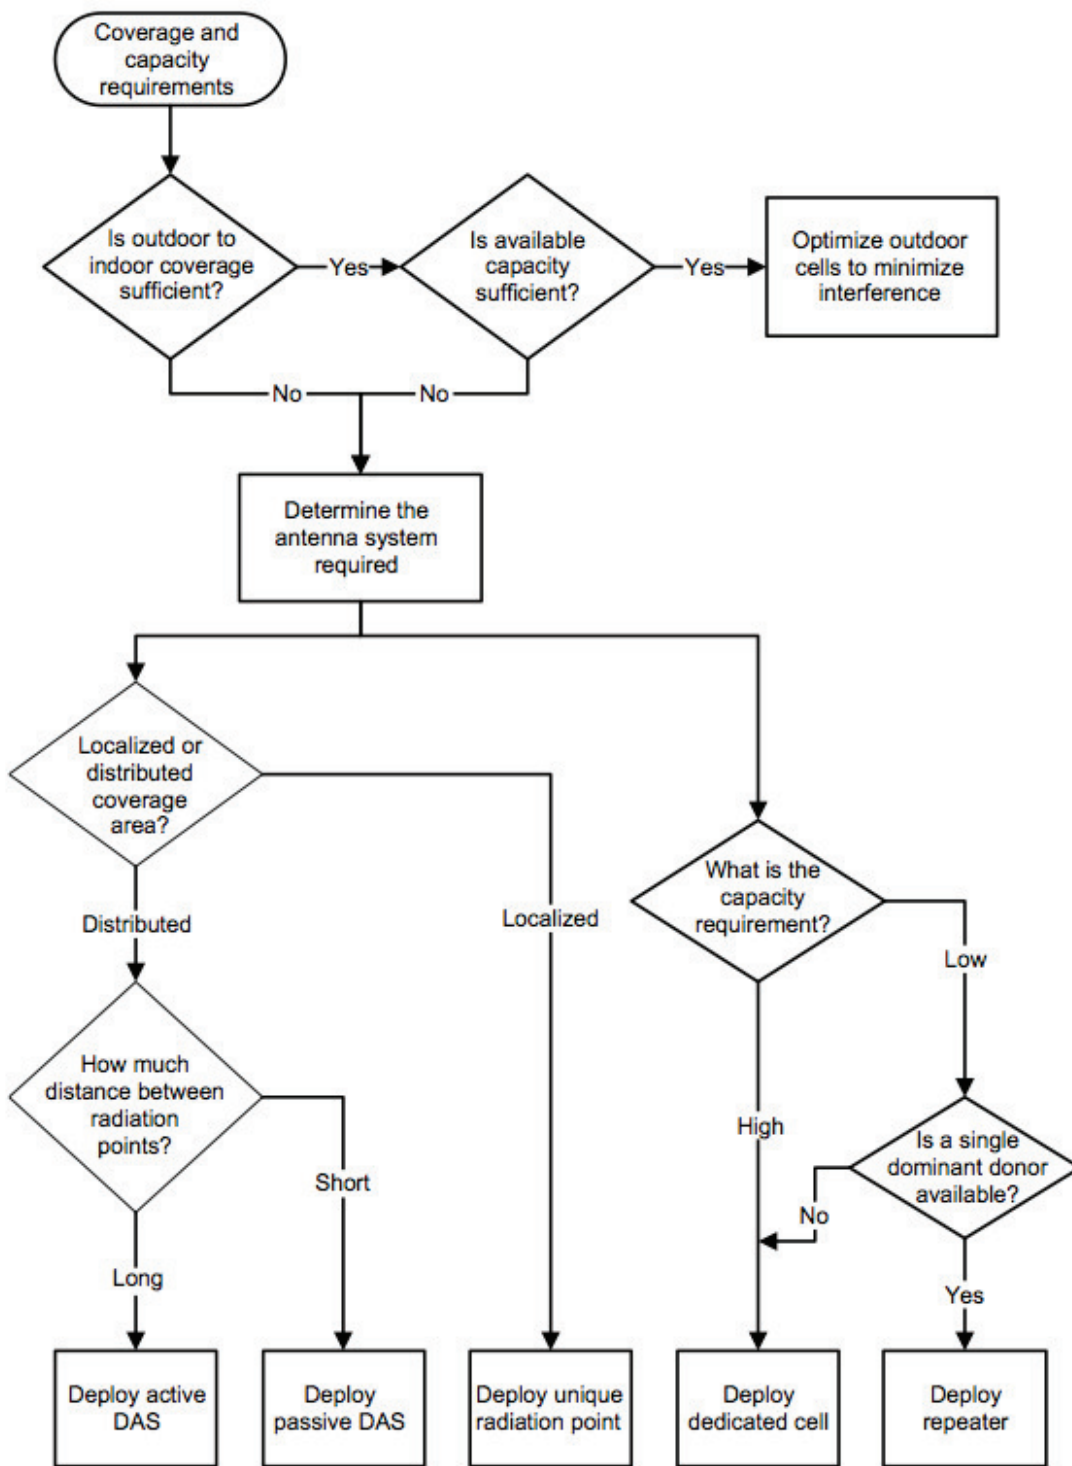 Coverage and
capacity
requirements
Is outdoor to
indoor coverage
sufficient?
Yes
Is available
capacity
sufficient?
Yes
Optimize outdoor
cells to minimize
interference
No
No
Determine the
antenna system
required
Localized or
distributed
coverage
area?
Distributed
Localized
What is the
capacity
requirement?
Low
How much
distance between
radiation
points?
Short
High
Is a single
dominant donor
available?
No
Long
Yes
Deploy active
DAS
Deploy
passive DAS
Deploy unique
radiation point
Deploy
dedicated cell
Deploy
repeater